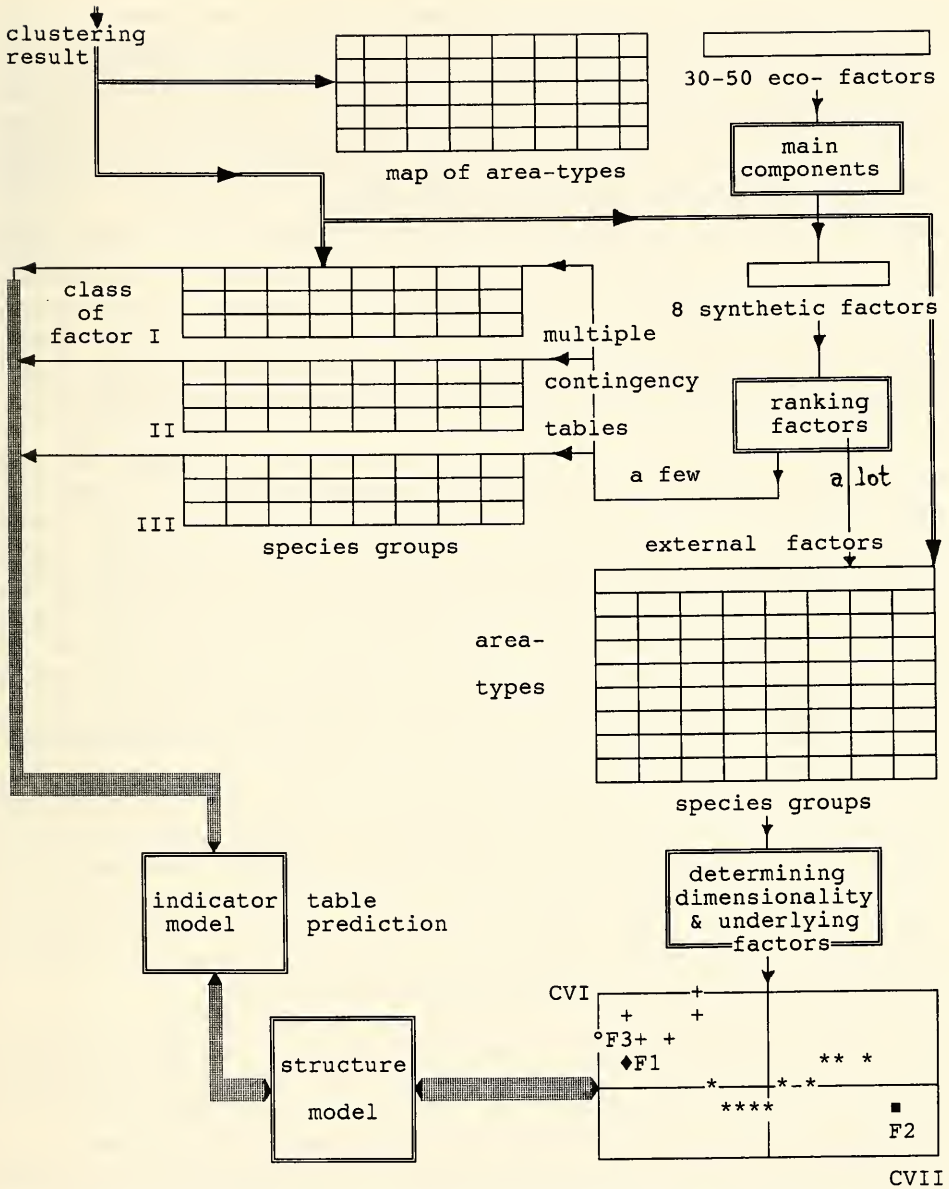 clustering
result
30-50 eco- factors
main
components
map of area-types
class
of
factor I
8 synthetic factors
multiple
contingency
tables
II
ranking
factors
a few
a lot
III
species groups
external factors
area-
types
species groups
determining
dimensionality
& underlying
factors
indicator
model
table
prediction
CVI
+
+ +
F3+ +
F1
** *
* *-*
****
F2
structure
model
CVII